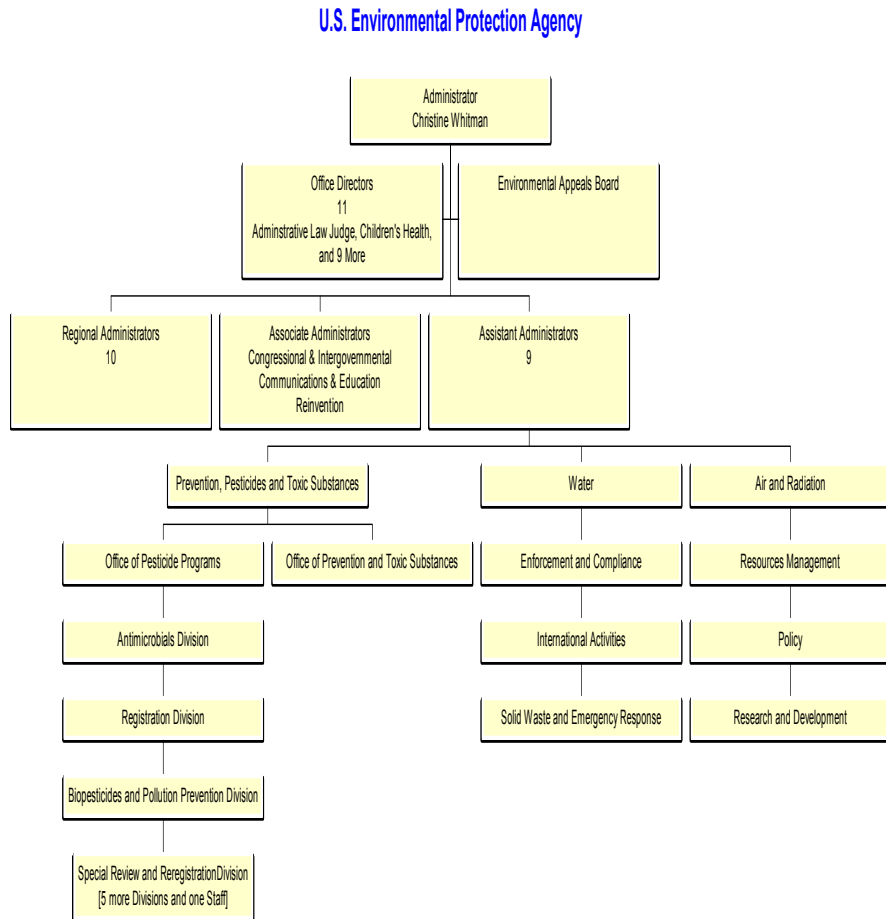 U.S. Environmental Protection Agency
Administrator
Christine Whitman
Office Directors
11
Adminstrative Law Judge, Children's Health,
and 9 More
Environmental Appeals Board
Regional Administrators
10
Associate Administrators
Congressional & Intergovernmental
Communications & Education
Reinvention
Assistant Administrators
9
Prevention, Pesticides and Toxic Substances
Water
Air and Radiation
Office of Pesticide Programs
Office of Prevention and Toxic Substances
Enforcement and Compliance
Resources Management
Antimicrobials Division
International Activities
Policy
Registration Division
Solid Waste and Emergency Response
Research and Development
Biopesticides and Pollution Prevention Division
Special Review and ReregistrationDivision
[5 more Divisions and one Staff]